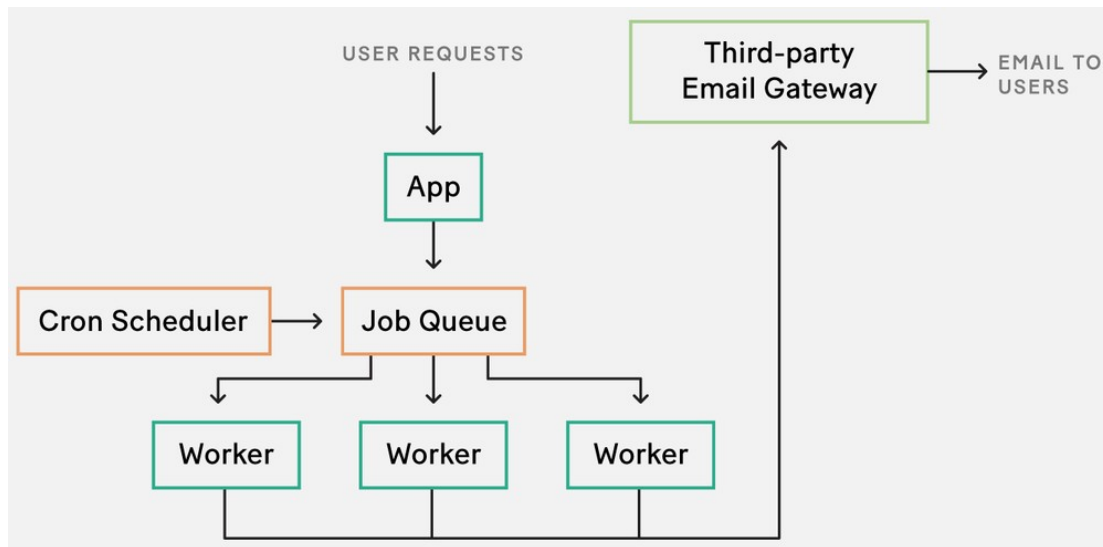 USER REQUESTS
Third-party
Email Gateway
EMAIL TO
USERS
App
Cron Scheduler
Job Queue
Worker
Worker
Worker